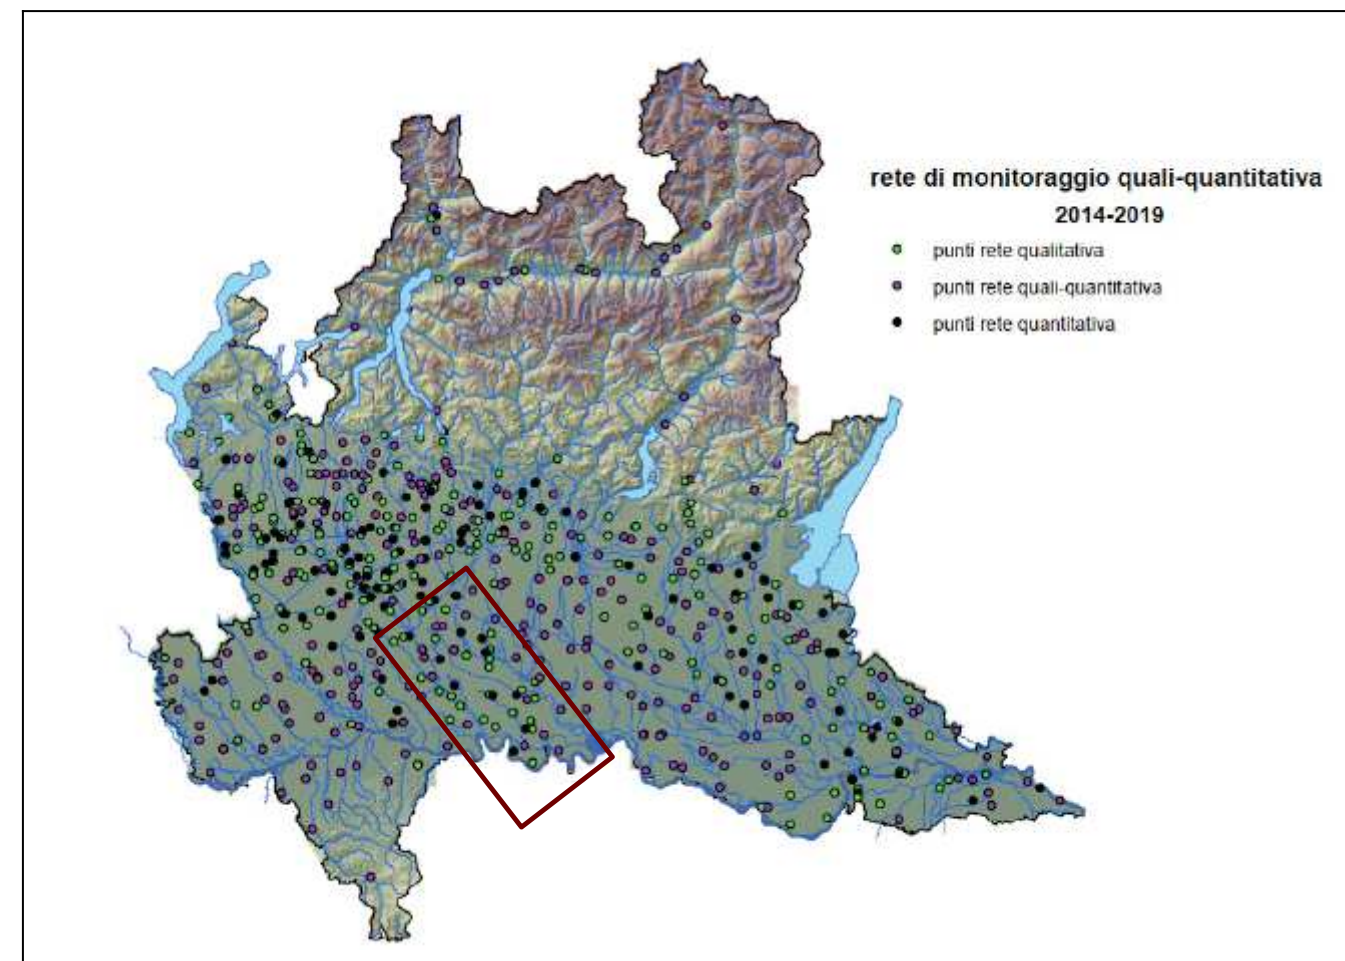 rete di monitoraggio quali-quantitativa
2014-2019
punti rete qualitativa
punti rete quali-quantitativa
punti rete quantitativa